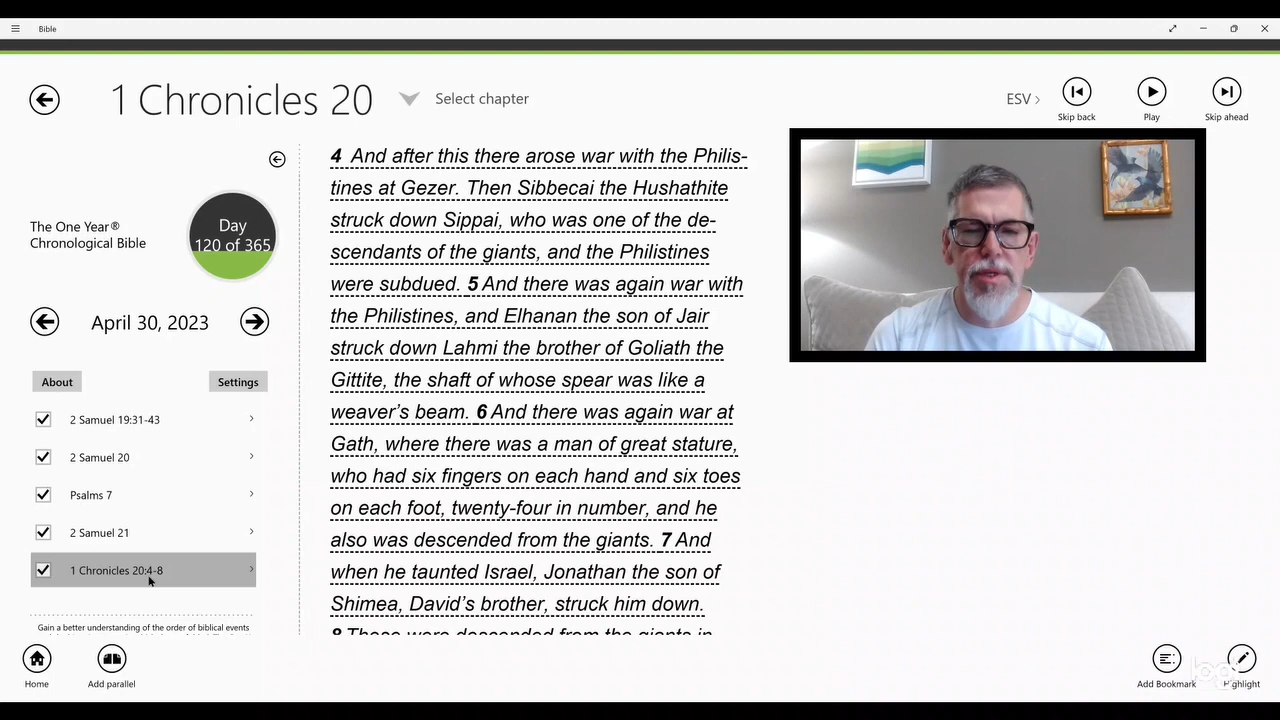 Bible
1 Chronicles 20
Select chapter
ESV
Skip back
Play
Skip ahead
The One Year®
Chronological Bible
Day
120 of 365
April 30, 2023
About
Settings
2 Samuel 19:31-43
2 Samuel 20
Psalms 7
2 Samuel 21
1 Chronicles 20:4-8
Gain a better understanding of the order of biblical events
4 And after this there arose war with the Philis-
tines at Gezer. Then Sibbecai the Hushathite
struck down Sippai, who was one of the de-
scendants of the giants, and the Philistines
were subdued. 5 And there was again war with
the Philistines, and Elhanan the son of Jair
struck down Lahmi the brother of Goliath the
Gittite, the shaft of whose spear was like a
weaver’s beam. 6 And there was again war at
Gath, where there was a man of great stature,
who had six fingers on each hand and six toes
on each foot, twenty-four in number, and he
also was descended from the giants. 7 And
when he taunted Israel, Jonathan the son of
Shimea, David’s brother, struck him down.
8 These were descended from the giants in
Home
Add parallel
Add Bookmark
Highlight
logi